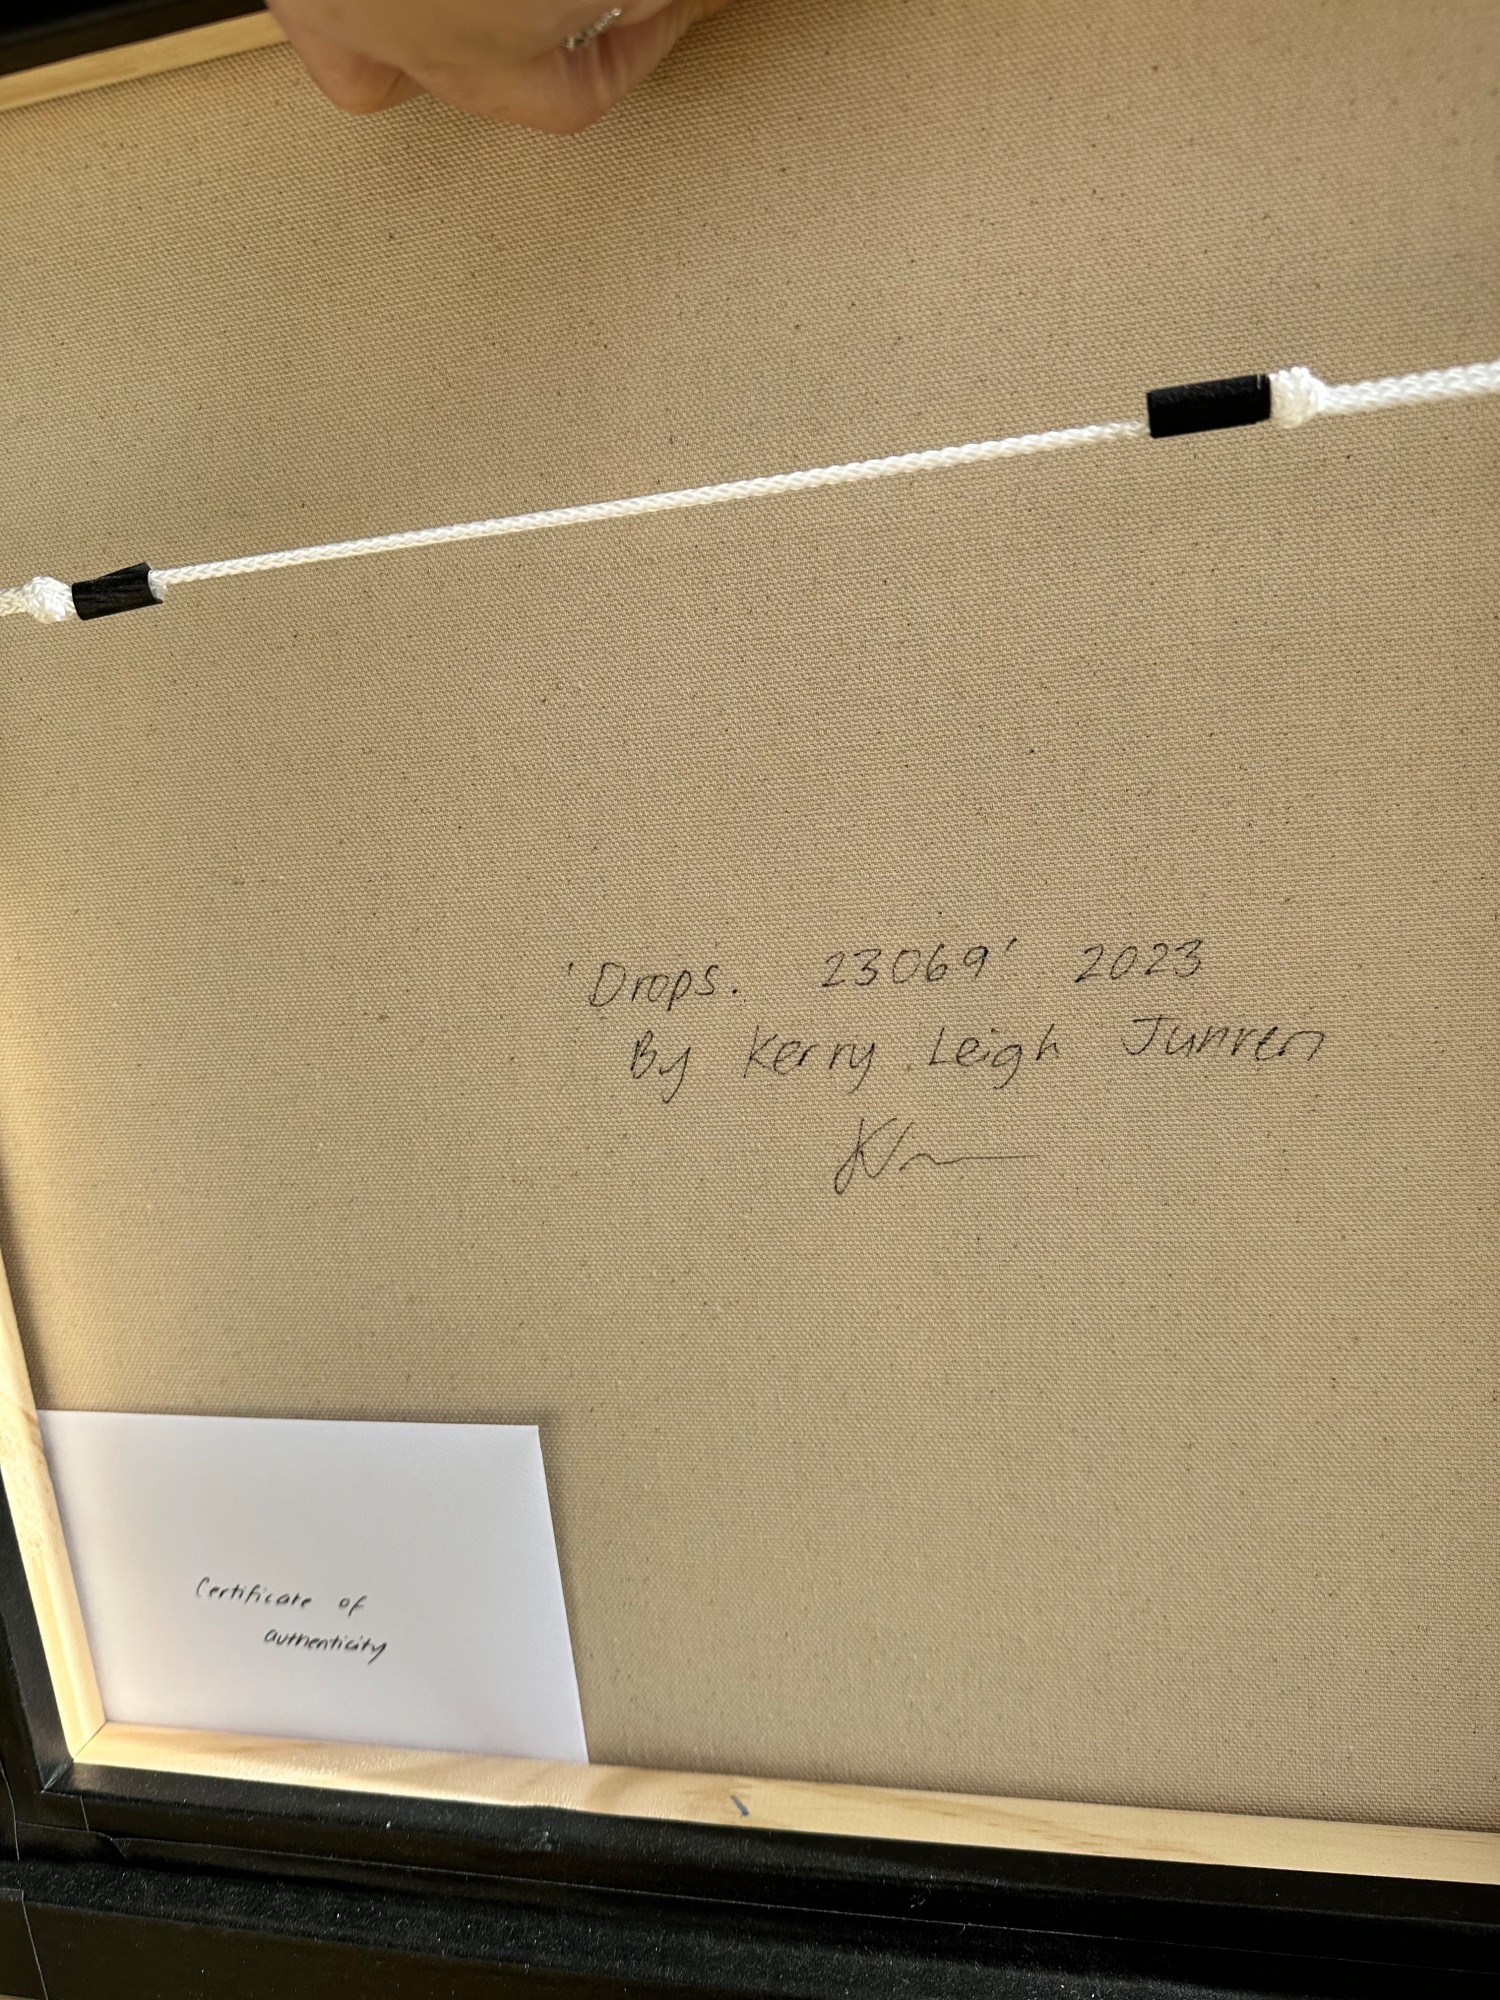 'Drops. 23069' 2023
By Kerry Leigh Junren
Certificate of
authenticity